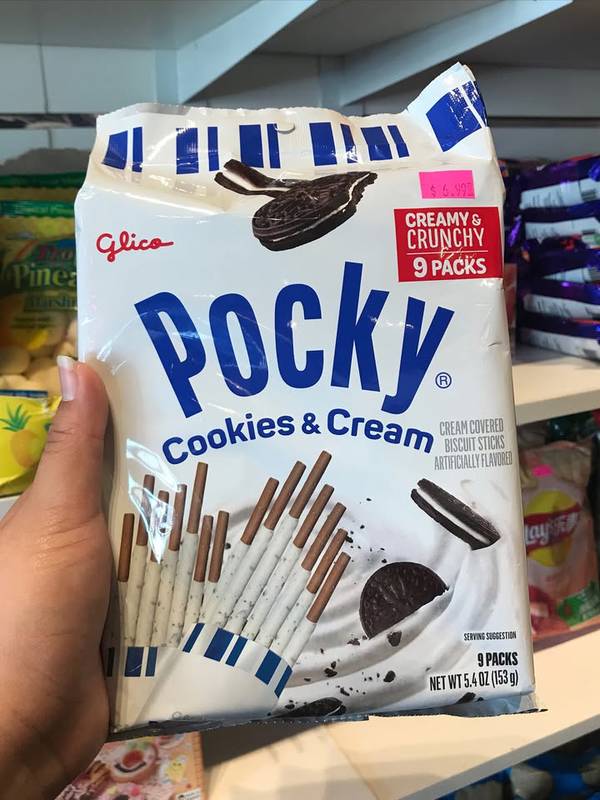 $ 6.99
Glico
CREAMY &
CRUNCHY
9 PACKS
Pocky®
Cookies & Cream
CREAM COVERED
BISCUIT STICKS
ARTIFICIALLY FLAVORED
SERVING SUGGESTION
9 PACKS
NET WT 5.4 OZ (153 g)